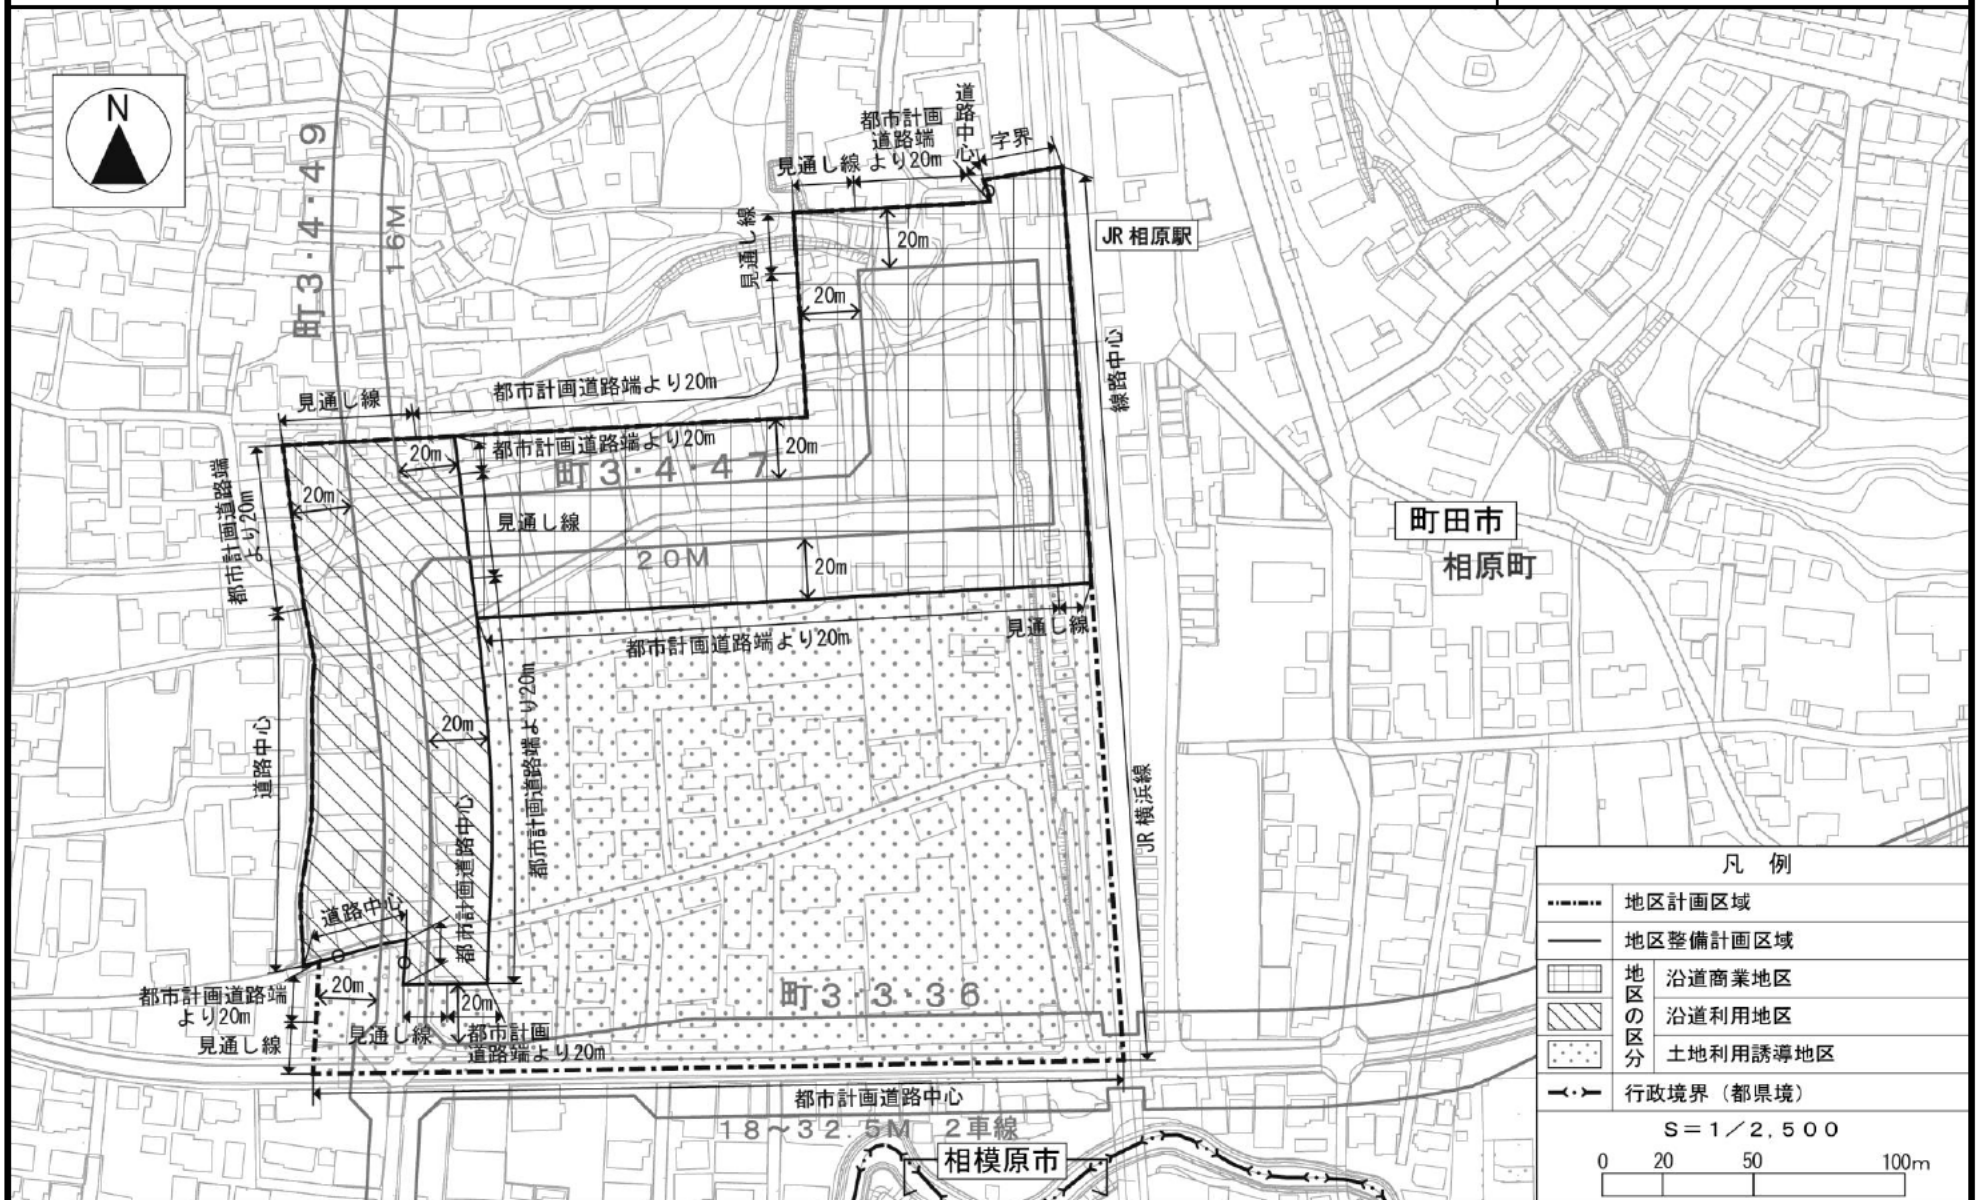 N
町3・4・49
16M
都市計画
道路端
より20m
道路中心
字界
見通し線
見通し線
20m
JR 相原駅
20m
線路中心
見通し線
都市計画道路端より20m
都市計画道路端より20m
20m
20m
町3・4・47
都市計画道路端
より20m
20m
見通し線
町田市
相原町
20M
20m
都市計画道路端より20m
見通し線
都市計画道路端より20m
20m
道路中心
都市計画道路中心
JR 横浜線
道路中心
都市計画道路端
より20m
見通し線
20m
見通し線
20m
都市計画
道路端より20m
町3・3・36
都市計画道路中心
18～32.5M 2車線
相模原市
凡 例
地区計画区域
地区整備計画区域
地区の区分
沿道商業地区
沿道利用地区
土地利用誘導地区
行政境界（都県境）
S＝1／2,500
0 20 50 100m